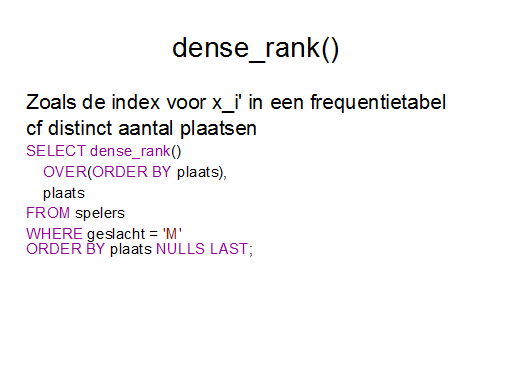 dense_rank()
Zoals de index voor x_i' in een frequentietabel
cf distinct aantal plaatsen
SELECT dense_rank()
OVER(ORDER BY plaats),
plaats
FROM spelers
WHERE geslacht = 'M'
ORDER BY plaats NULLS LAST;